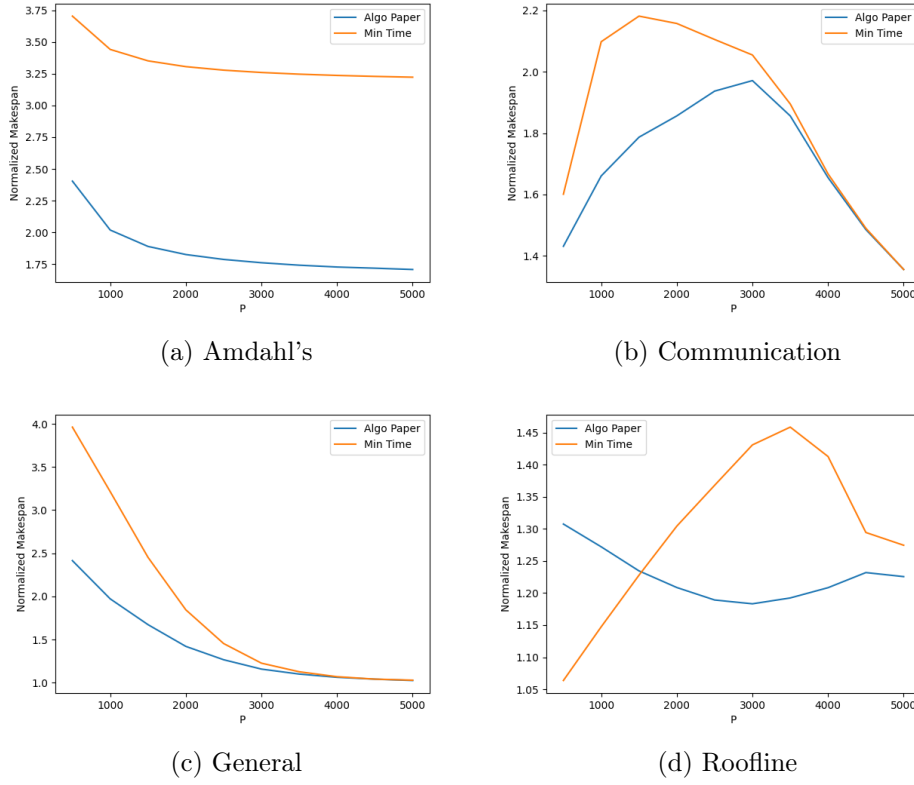 3.75
3.50
3.25
3.00
2.75
2.50
2.25
2.00
1.75
Normalized Makespan
Algo Paper
Min Time
1000 2000 3000 4000 5000
P
(a) Amdahl's
2.2
2.0
1.8
1.6
1.4
Normalized Makespan
Algo Paper
Min Time
1000 2000 3000 4000 5000
P
(b) Communication
4.0
3.5
3.0
2.5
2.0
1.5
1.0
Normalized Makespan
Algo Paper
Min Time
1000 2000 3000 4000 5000
P
(c) General
1.45
1.40
1.35
1.30
1.25
1.20
1.15
1.10
1.05
Normalized Makespan
Algo Paper
Min Time
1000 2000 3000 4000 5000
P
(d) Roofline